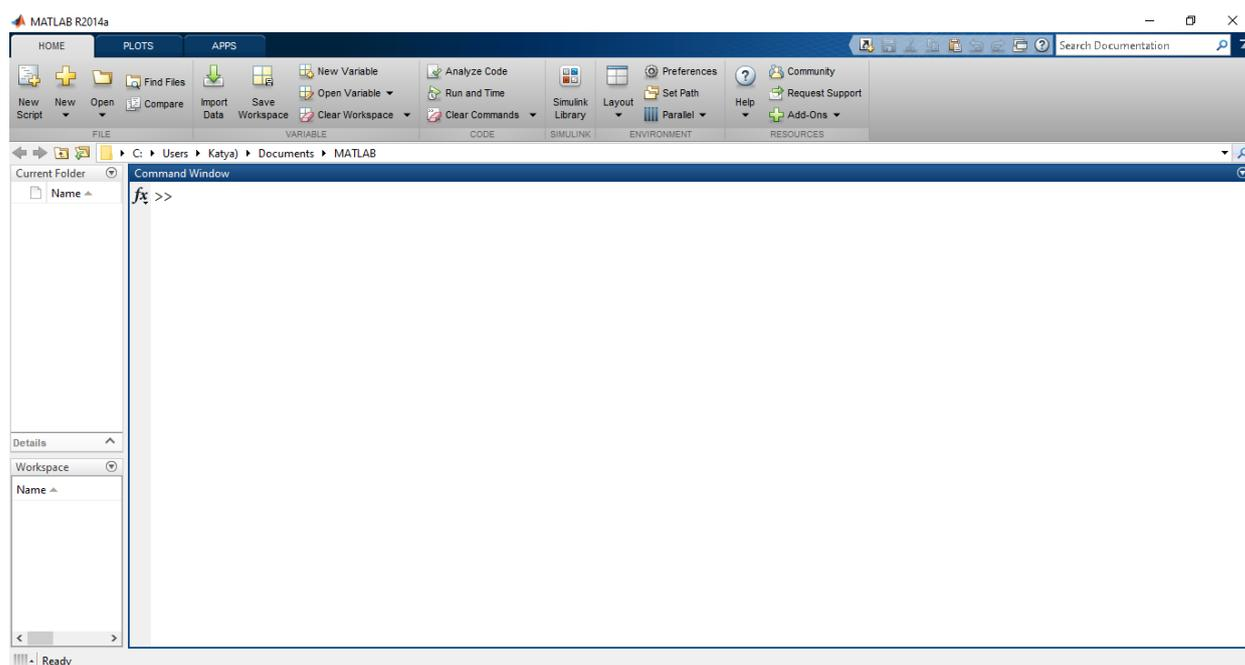 MATLAB R2014a
HOME PLOTS APPS
Search Documentation
New Script
New
Open
Find Files
Compare
FILE
Import Data
Save Workspace
New Variable
Open Variable
Clear Workspace
VARIABLE
Analyze Code
Run and Time
Clear Commands
CODE
Simulink Library
SIMULINK
Layout
Preferences
Set Path
Parallel
ENVIRONMENT
Help
Community
Request Support
Add-Ons
RESOURCES
C: Users Katya) Documents MATLAB
Current Folder
Name
Command Window
fx >>
Details
Workspace
Name
Ready